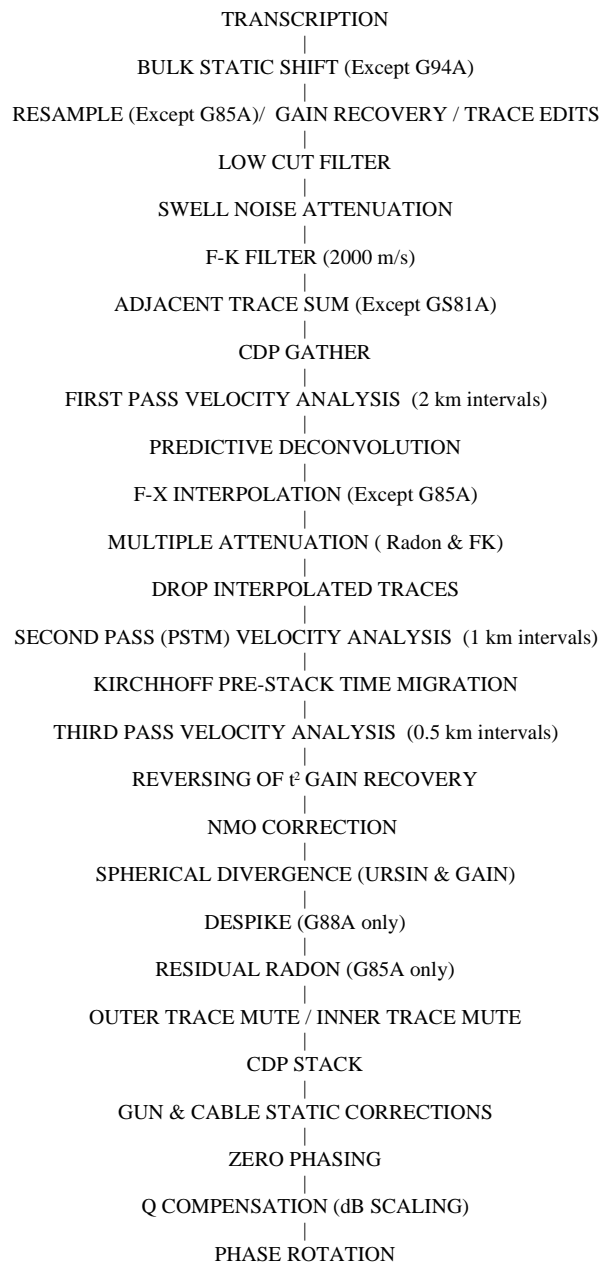 TRANSCRIPTION
BULK STATIC SHIFT (Except G94A)
RESAMPLE (Except G85A)/ GAIN RECOVERY / TRACE EDITS
LOW CUT FILTER
SWELL NOISE ATTENUATION
F-K FILTER (2000 m/s)
ADJACENT TRACE SUM (Except GS81A)
CDP GATHER
FIRST PASS VELOCITY ANALYSIS (2 km intervals)
PREDICTIVE DECONVOLUTION
F-X INTERPOLATION (Except G85A)
MULTIPLE ATTENUATION ( Radon & FK)
DROP INTERPOLATED TRACES
SECOND PASS (PSTM) VELOCITY ANALYSIS (1 km intervals)
KIRCHHOFF PRE-STACK TIME MIGRATION
THIRD PASS VELOCITY ANALYSIS (0.5 km intervals)
REVERSING OF t² GAIN RECOVERY
NMO CORRECTION
SPHERICAL DIVERGENCE (URSIN & GAIN)
DESPIKE (G88A only)
RESIDUAL RADON (G85A only)
OUTER TRACE MUTE / INNER TRACE MUTE
CDP STACK
GUN & CABLE STATIC CORRECTIONS
ZERO PHASING
Q COMPENSATION (dB SCALING)
PHASE ROTATION